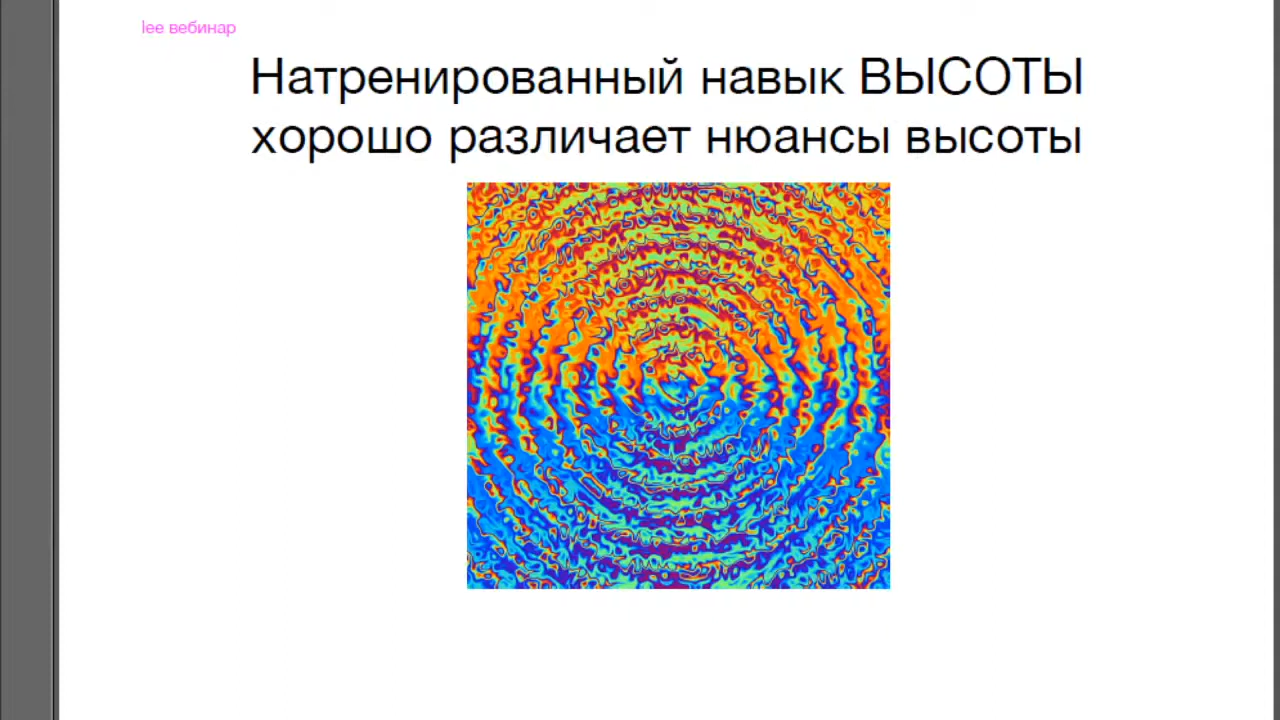 lee вебинар
Натренированный навык ВЫСОТЫ
хорошо различает нюансы высоты